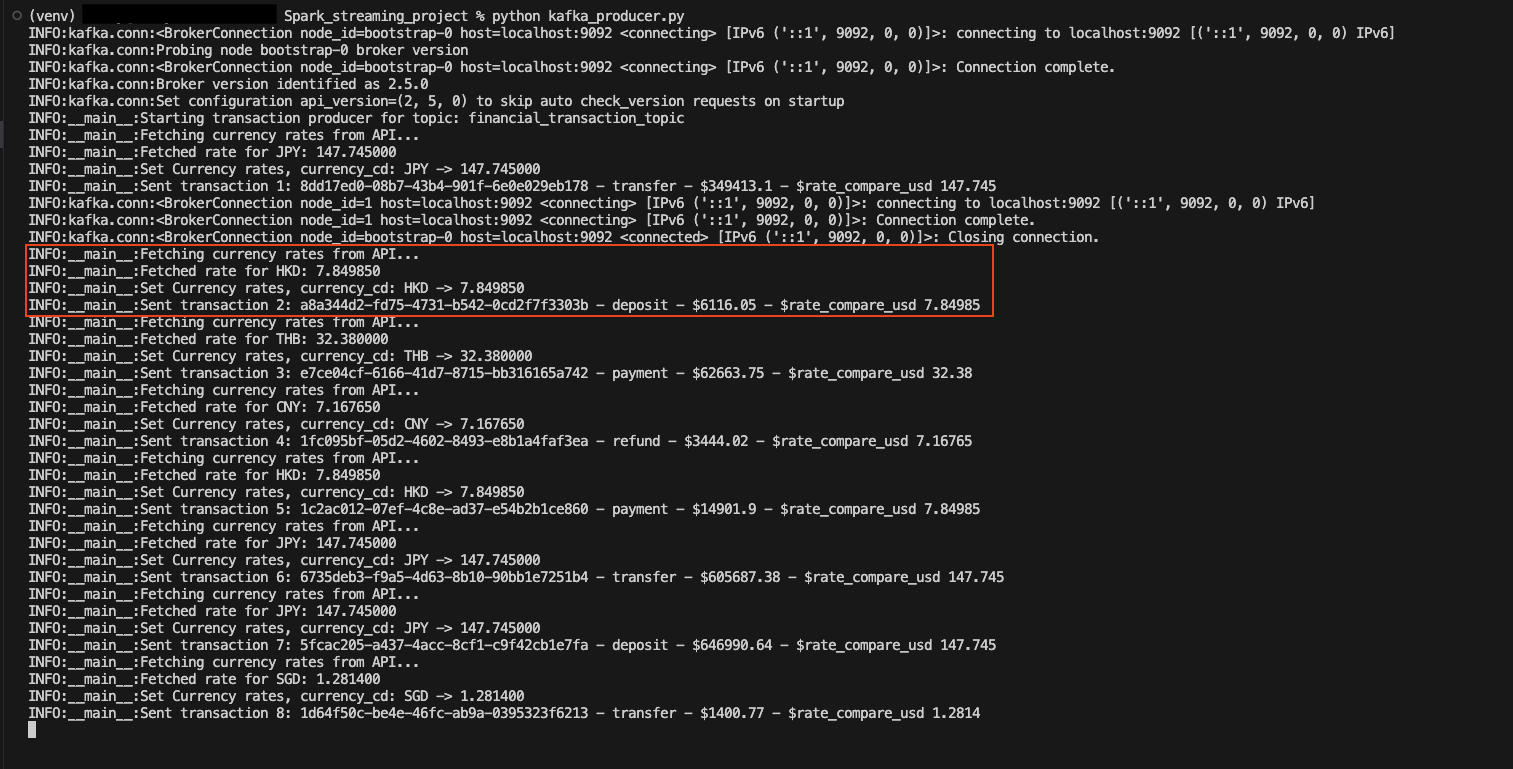 (venv) Spark_streaming_project % python kafka_producer.py
INFO:kafka.conn:<BrokerConnection node_id=bootstrap-0 host=localhost:9092 <connecting> [IPv6 ('::1', 9092, 0, 0)]>: connecting to localhost:9092 [('::1', 9092, 0, 0) IPv6]
INFO:kafka.conn:Probing node bootstrap-0 broker version
INFO:kafka.conn:<BrokerConnection node_id=bootstrap-0 host=localhost:9092 <connecting> [IPv6 ('::1', 9092, 0, 0)]>: Connection complete.
INFO:kafka.conn:Broker version identified as 2.5.0
INFO:kafka.conn:Set configuration api_version=(2, 5, 0) to skip auto check_version requests on startup
INFO:__main__:Starting transaction producer for topic: financial_transaction_topic
INFO:__main__:Fetching currency rates from API...
INFO:__main__:Fetched rate for JPY: 147.745000
INFO:__main__:Set Currency rates, currency_cd: JPY -> 147.745000
INFO:__main__:Sent transaction 1: 8dd17ed0-08b7-43b4-901f-6e0e029eb178 - transfer - $349413.1 - $rate_compare_usd 147.745
INFO:kafka.conn:<BrokerConnection node_id=1 host=localhost:9092 <connecting> [IPv6 ('::1', 9092, 0, 0)]>: connecting to localhost:9092 [('::1', 9092, 0, 0) IPv6]
INFO:kafka.conn:<BrokerConnection node_id=1 host=localhost:9092 <connecting> [IPv6 ('::1', 9092, 0, 0)]>: Connection complete.
INFO:kafka.conn:<BrokerConnection node_id=bootstrap-0 host=localhost:9092 <connected> [IPv6 ('::1', 9092, 0, 0)]>: Closing connection.
INFO:__main__:Fetching currency rates from API...
INFO:__main__:Fetched rate for HKD: 7.849850
INFO:__main__:Set Currency rates, currency_cd: HKD -> 7.849850
INFO:__main__:Sent transaction 2: a8a344d2-fd75-4731-b542-0cd2f7f3303b - deposit - $6116.05 - $rate_compare_usd 7.84985
INFO:__main__:Fetching currency rates from API...
INFO:__main__:Fetched rate for THB: 32.380000
INFO:__main__:Set Currency rates, currency_cd: THB -> 32.380000
INFO:__main__:Sent transaction 3: e7ce04cf-6166-41d7-8715-bb316165a742 - payment - $62663.75 - $rate_compare_usd 32.38
INFO:__main__:Fetching currency rates from API...
INFO:__main__:Fetched rate for CNY: 7.167650
INFO:__main__:Set Currency rates, currency_cd: CNY -> 7.167650
INFO:__main__:Sent transaction 4: 1fc095bf-05d2-4602-8493-e8b1a4faf3ea - refund - $3444.02 - $rate_compare_usd 7.16765
INFO:__main__:Fetching currency rates from API...
INFO:__main__:Fetched rate for HKD: 7.849850
INFO:__main__:Set Currency rates, currency_cd: HKD -> 7.849850
INFO:__main__:Sent transaction 5: 1c2ac012-07ef-4c8e-ad37-e54b2b1ce860 - payment - $14901.9 - $rate_compare_usd 7.84985
INFO:__main__:Fetching currency rates from API...
INFO:__main__:Fetched rate for JPY: 147.745000
INFO:__main__:Set Currency rates, currency_cd: JPY -> 147.745000
INFO:__main__:Sent transaction 6: 6735deb3-f9a5-4d63-8b10-90bb1e7251b4 - transfer - $605687.38 - $rate_compare_usd 147.745
INFO:__main__:Fetching currency rates from API...
INFO:__main__:Fetched rate for JPY: 147.745000
INFO:__main__:Set Currency rates, currency_cd: JPY -> 147.745000
INFO:__main__:Sent transaction 7: 5fcac205-a437-4acc-8cf1-c9f42cb1e7fa - deposit - $646990.64 - $rate_compare_usd 147.745
INFO:__main__:Fetching currency rates from API...
INFO:__main__:Fetched rate for SGD: 1.281400
INFO:__main__:Set Currency rates, currency_cd: SGD -> 1.281400
INFO:__main__:Sent transaction 8: 1d64f50c-be4e-46fc-ab9a-0395323f6213 - transfer - $1400.77 - $rate_compare_usd 1.2814